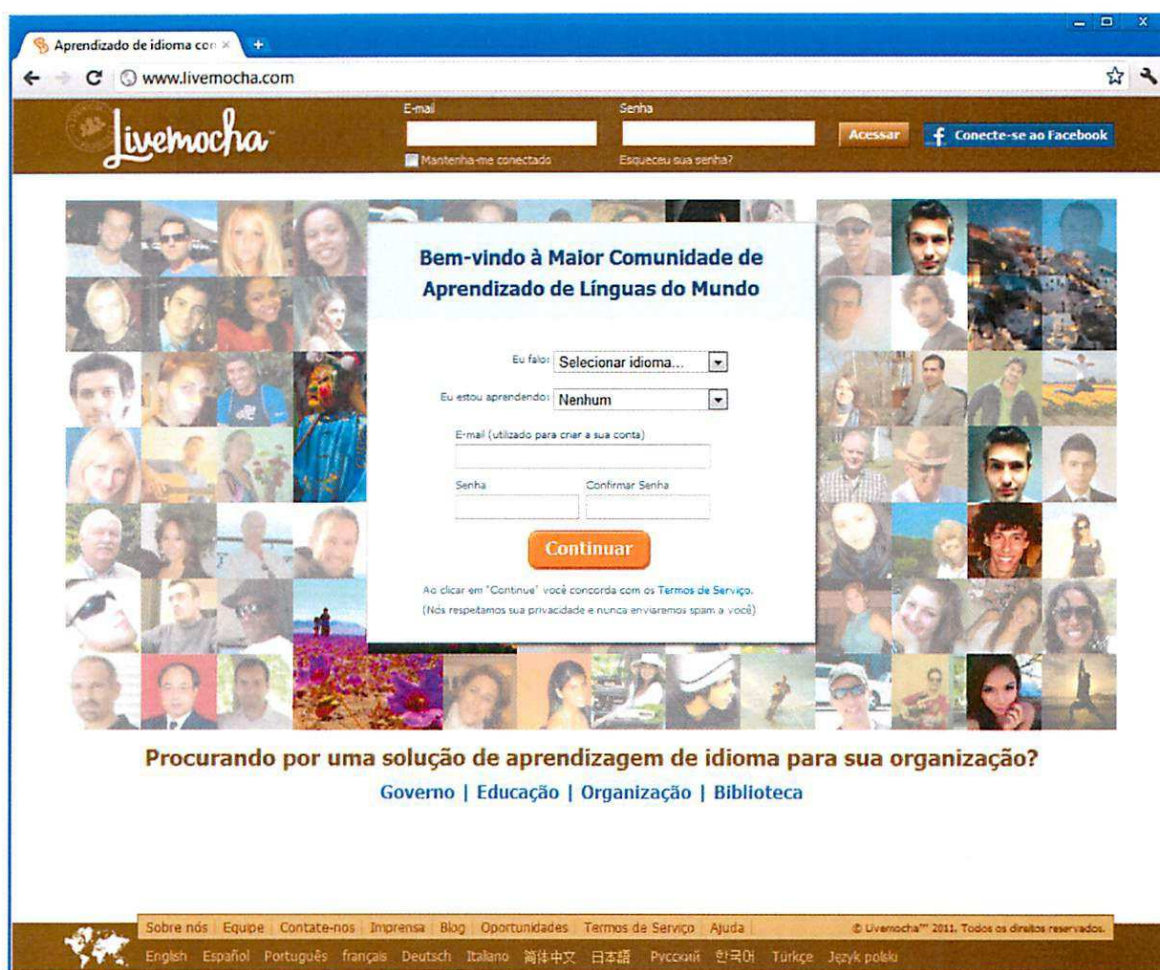 Aprendizado de idioma con
www.livemocha.com
Livemocha™
E-mail
Senha
Acessar
f Conecte-se ao Facebook
Mantenha-me conectado
Esqueceu sua senha?
Bem-vindo à Maior Comunidade de
Aprendizado de Línguas do Mundo
Eu falo: Selecionar idioma...
Eu estou aprendendo: Nenhum
E-mail (utilizado para criar a sua conta)
Senha
Confirmar Senha
Continuar
Ao clicar em "Continue" você concorda com os Termos de Serviço.
(Nós respeitamos sua privacidade e nunca enviaremos spam a você)
Procurando por uma solução de aprendizagem de idioma para sua organização?
Governo | Educação | Organização | Biblioteca
Sobre nós | Equipe | Contate-nos | Imprensa | Blog | Oportunidades | Termos de Serviço | Ajuda |
© Livemocha™ 2011. Todos os direitos reservados.
English Español Português français Deutsch Italiano 简体中文 日本語 Русский 한국어 Türkçe Język polski